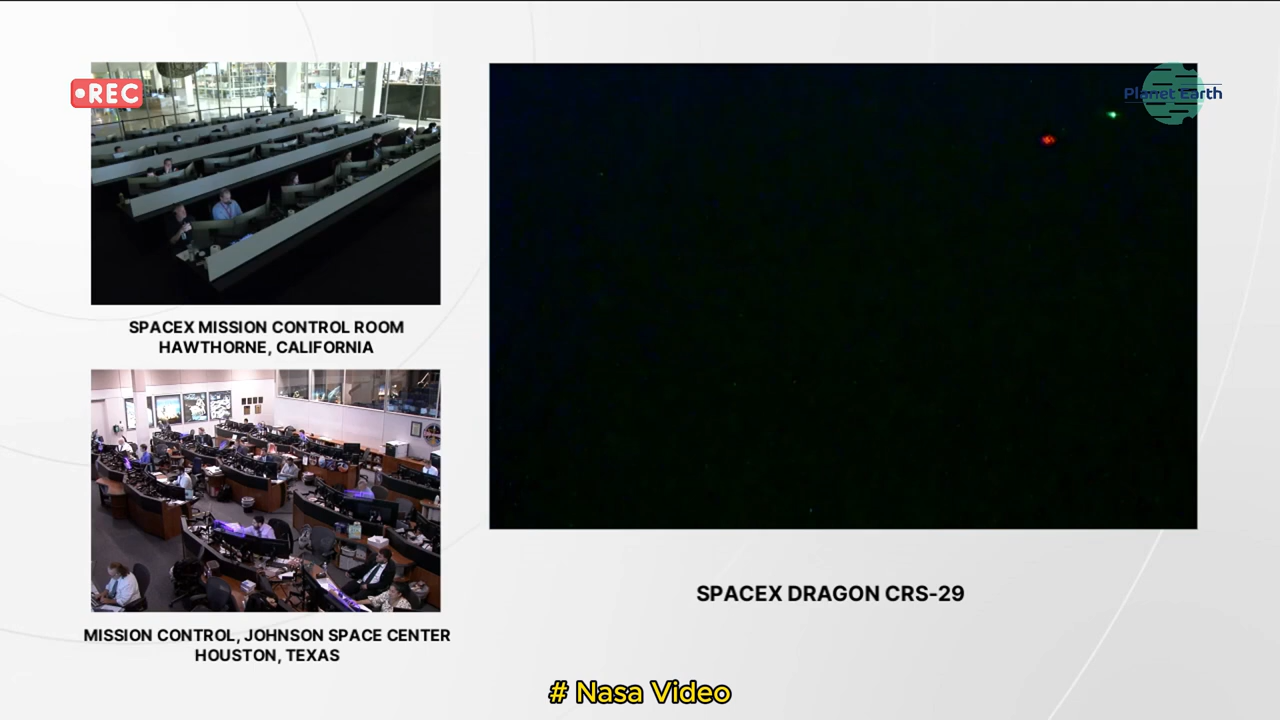 REC
SPACEX MISSION CONTROL ROOM
HAWTHORNE, CALIFORNIA
MISSION CONTROL, JOHNSON SPACE CENTER
HOUSTON, TEXAS
Planet Earth
SPACEX DRAGON CRS-29
# Nasa Video